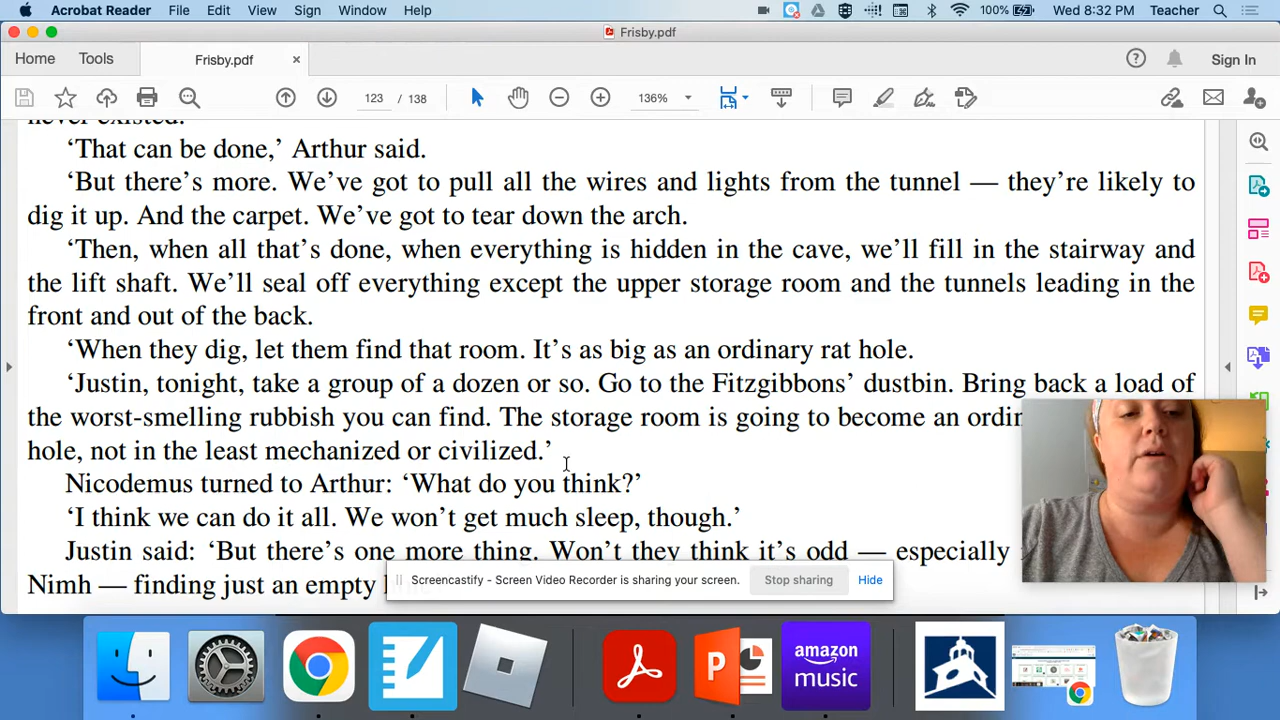 Acrobat Reader File Edit View Sign Window Help 100% Wed 8:32 PM Teacher
Frisby.pdf
Home Tools Frisby.pdf × Sign In
123 / 138 136%
never existed.
‘That can be done,’ Arthur said.
‘But there’s more. We’ve got to pull all the wires and lights from the tunnel — they’re likely to
dig it up. And the carpet. We’ve got to tear down the arch.
‘Then, when all that’s done, when everything is hidden in the cave, we’ll fill in the stairway and
the lift shaft. We’ll seal off everything except the upper storage room and the tunnels leading in the
front and out of the back.
‘When they dig, let them find that room. It’s as big as an ordinary rat hole.
‘Justin, tonight, take a group of a dozen or so. Go to the Fitzgibbons’ dustbin. Bring back a load of
the worst-smelling rubbish you can find. The storage room is going to become an
hole, not in the least mechanized or civilized.’
Nicodemus turned to Arthur: ‘What do you think?’
‘I think we can do it all. We won’t get much sleep, though.’
Justin said: ‘But there’s one more thing. Won’t they think it’s odd — especially
Nimh — finding just an empty
Screencastify - Screen Video Recorder is sharing your screen. Stop sharing Hide
P
amazon
music